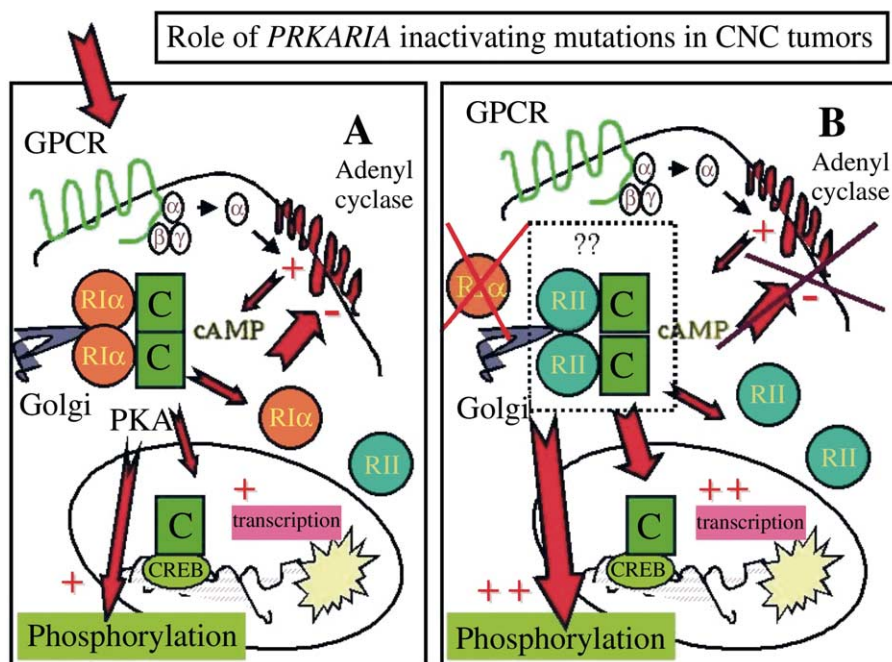 Role of PRKARIA inactivating mutations in CNC tumors
A
GPCR
Adenyl
cyclase
α
α
β γ
+
RIα
C
cAMP
-
RIα
C
Golgi
PKA
RIα
RII
C
+
transcription
CREB
+
Phosphorylation
B
GPCR
Adenyl
cyclase
α
α
β γ
+
??
RIα
RII
C
cAMP
-
RII
C
Golgi
RII
RII
C
++
transcription
CREB
++
Phosphorylation